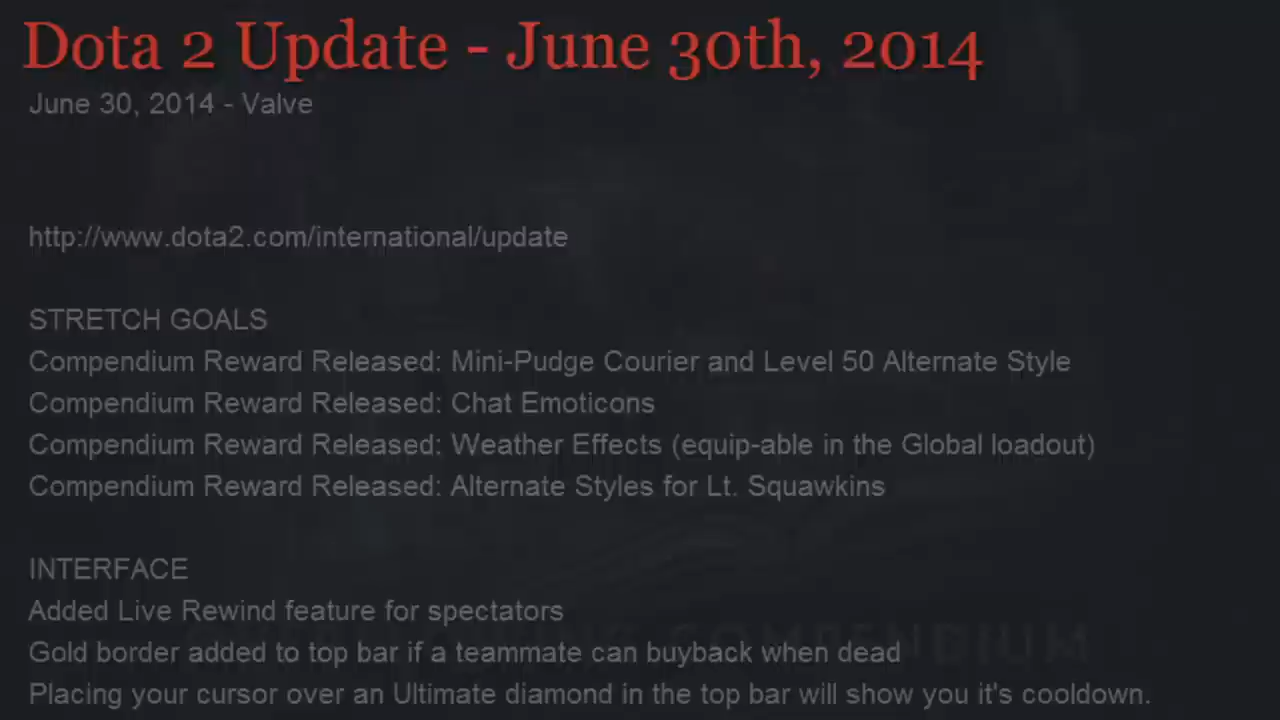 Dota 2 Update - June 30th, 2014
June 30, 2014 - Valve
http://www.dota2.com/international/update
STRETCH GOALS
Compendium Reward Released: Mini-Pudge Courier and Level 50 Alternate Style
Compendium Reward Released: Chat Emoticons
Compendium Reward Released: Weather Effects (equip-able in the Global loadout)
Compendium Reward Released: Alternate Styles for Lt. Squawkins
INTERFACE
Added Live Rewind feature for spectators
COMPENDIUM
Gold border added to top bar if a teammate can buyback when dead
Placing your cursor over an Ultimate diamond in the top bar will show you it's cooldown.